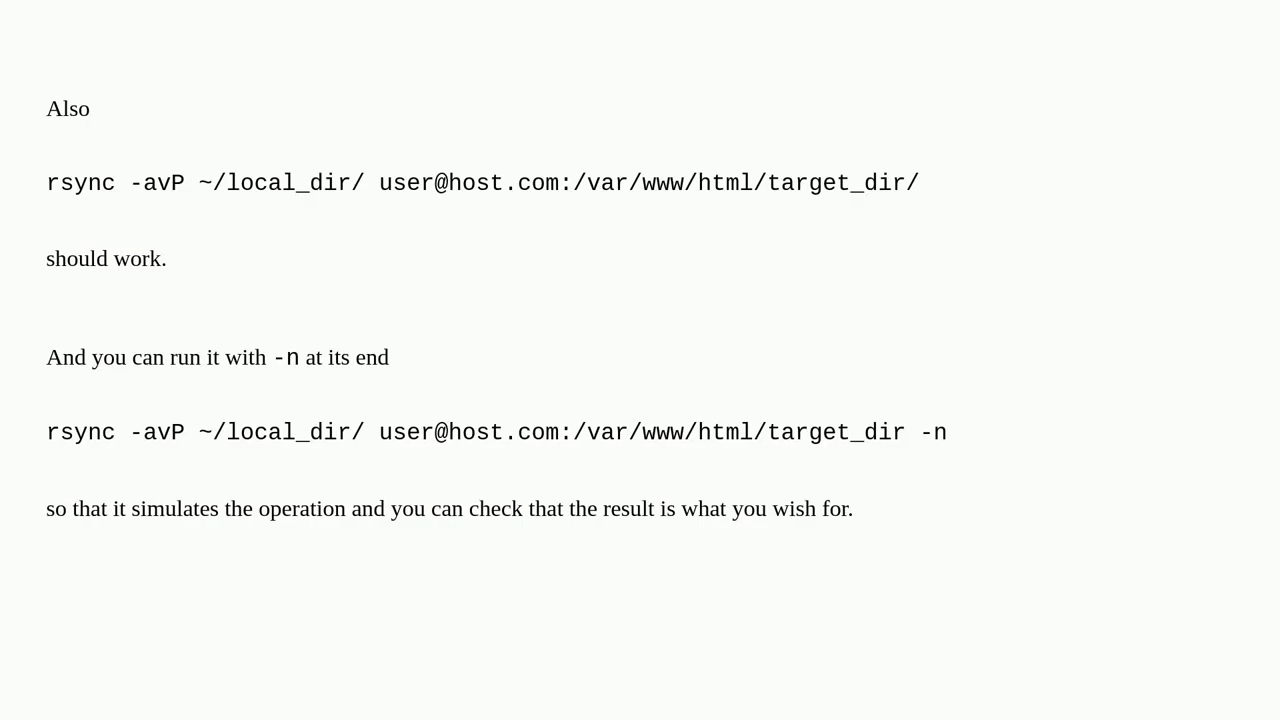 Also
rsync -avP ~/local_dir/ user@host.com:/var/www/html/target_dir/
should work.
And you can run it with -n at its end
rsync -avP ~/local_dir/ user@host.com:/var/www/html/target_dir -n
so that it simulates the operation and you can check that the result is what you wish for.